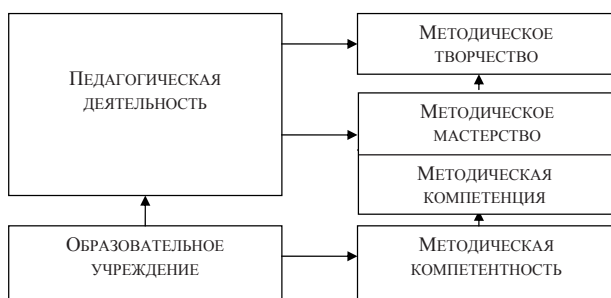 Педагогическая
деятельность
Методическое
творчество
Методическое
мастерство
Методическая
компетенция
Образовательное
учреждение
Методическая
компетентность